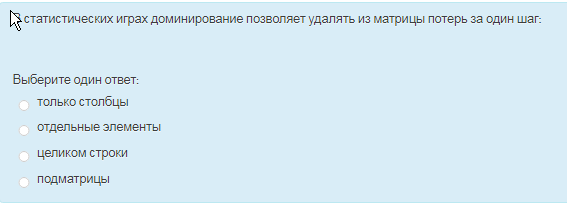 статистических играх доминирование позволяет удалять из матрицы потерь за один шаг:
Выберите один ответ:
только столбцы
отдельные элементы
целиком строки
подматрицы